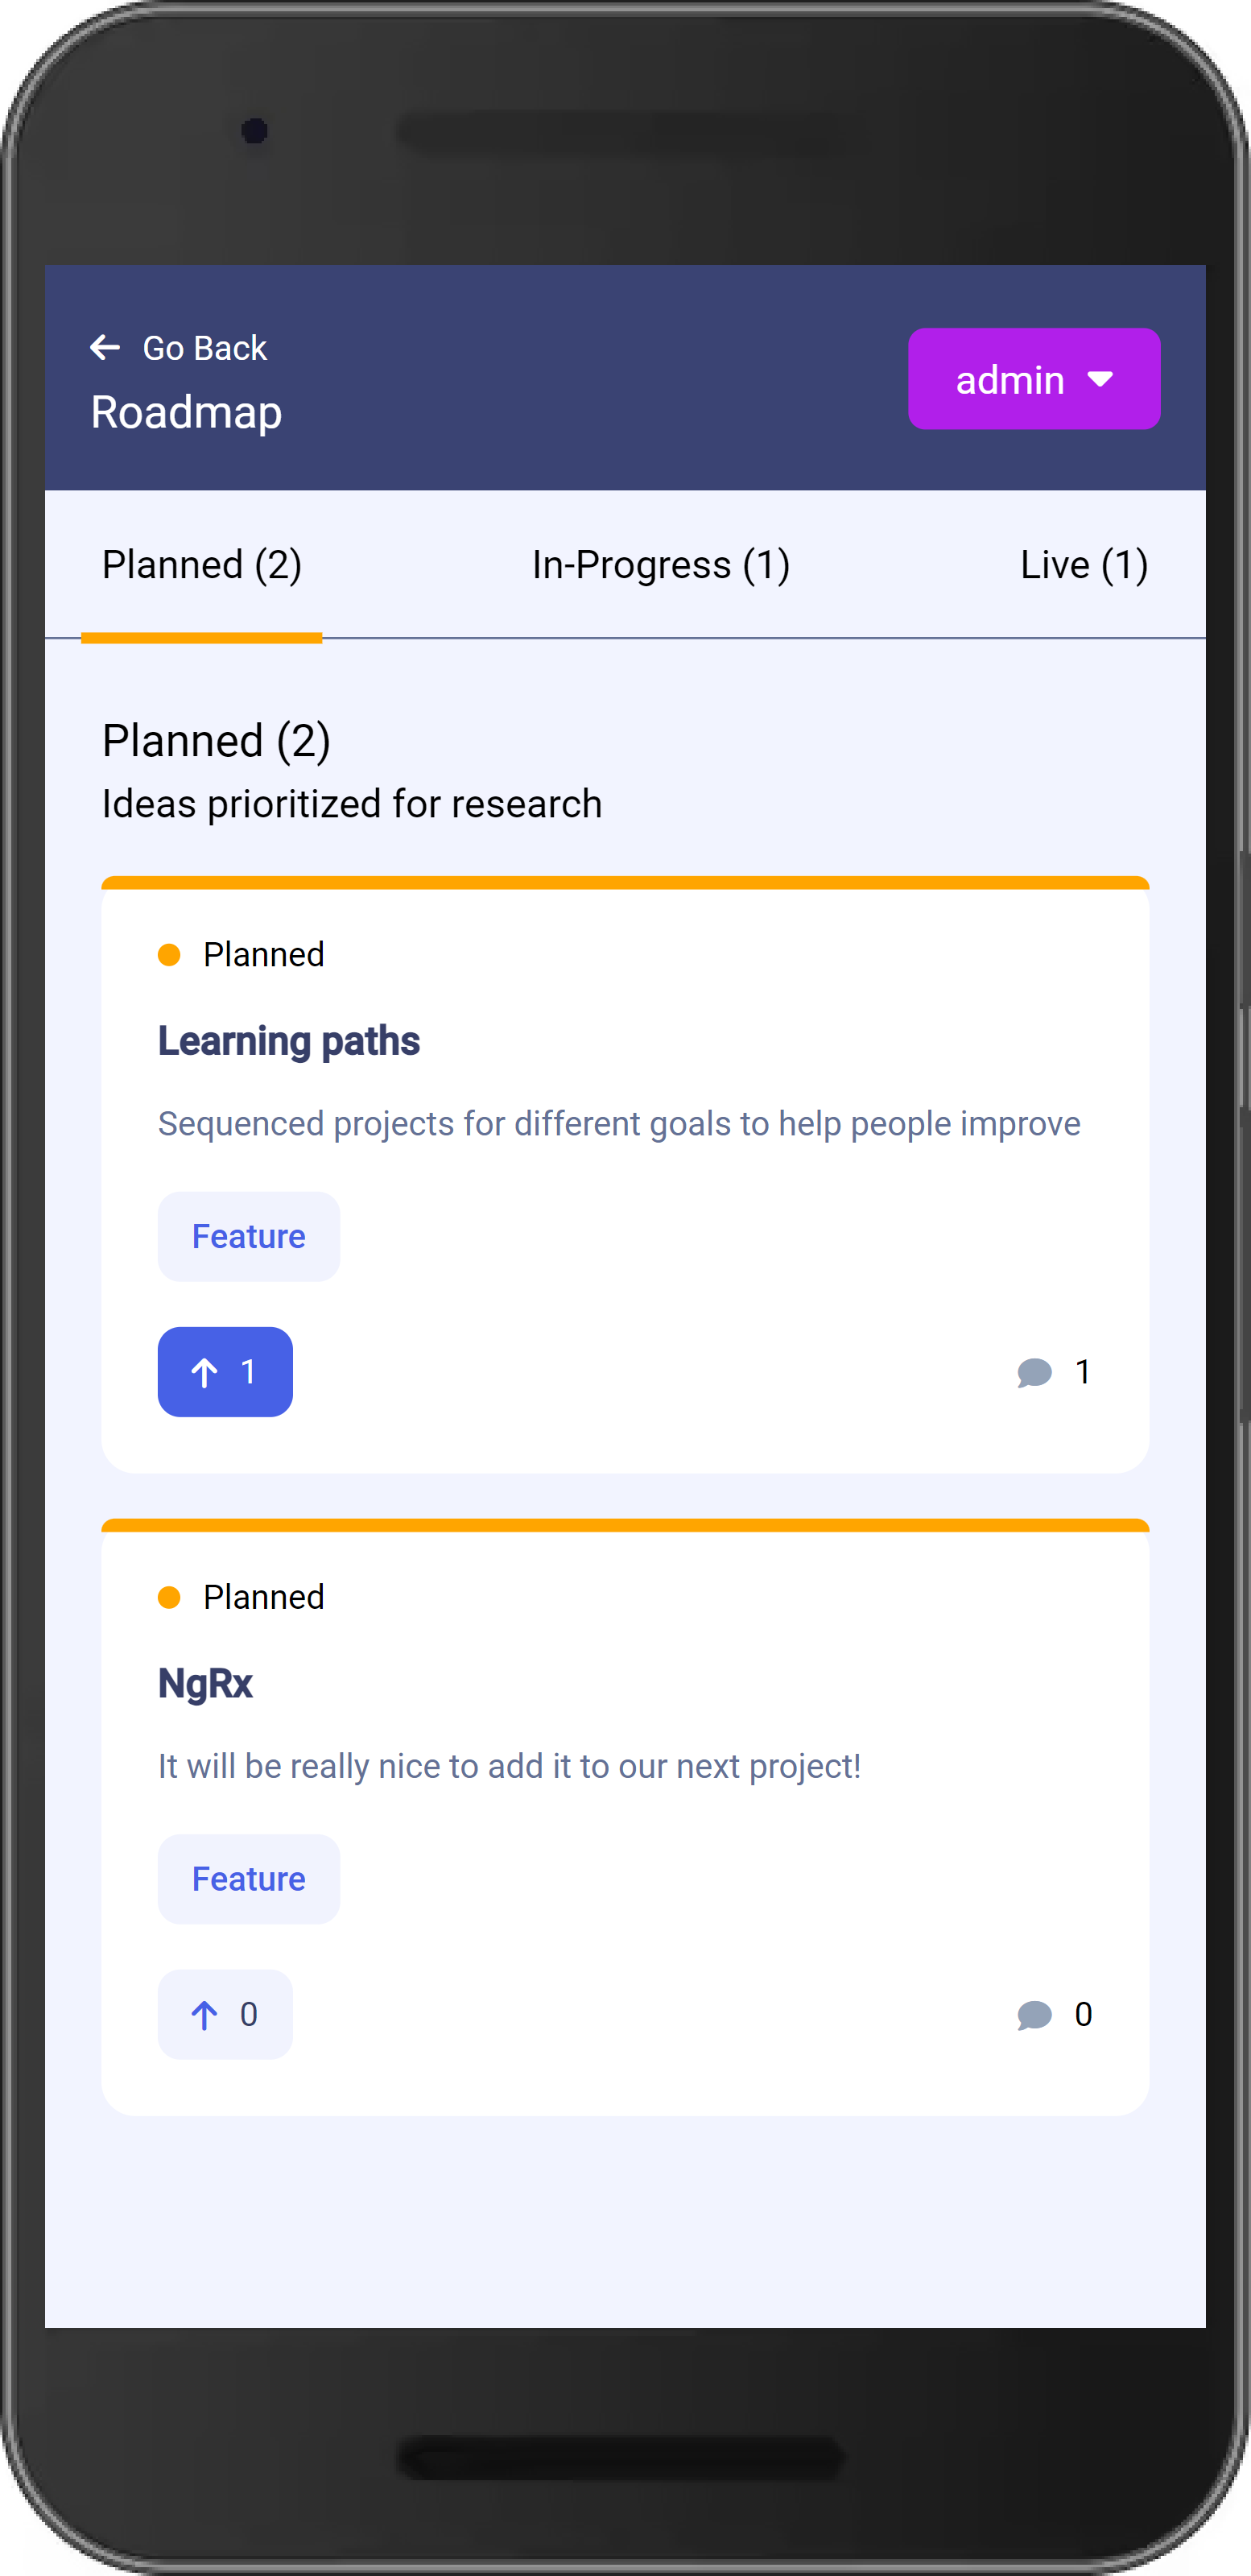 Go Back
Roadmap
admin
Planned (2)
In-Progress (1)
Live (1)
Planned (2)
Ideas prioritized for research
Planned
Learning paths
Sequenced projects for different goals to help people improve
Feature
1
1
Planned
NgRx
It will be really nice to add it to our next project!
Feature
0
0